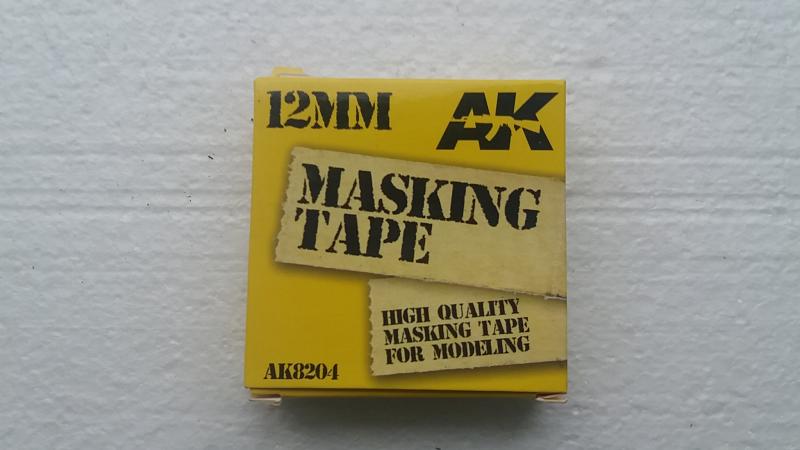 12MM
AK
MASKING
TAPE
HIGH QUALITY
MASKING TAPE
FOR MODELING
AK8204